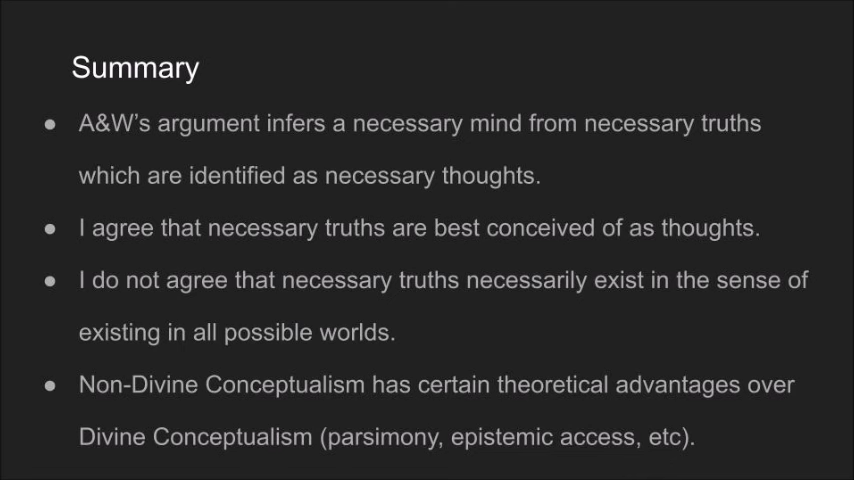 Summary
● A&W’s argument infers a necessary mind from necessary truths
which are identified as necessary thoughts.
● I agree that necessary truths are best conceived of as thoughts.
● I do not agree that necessary truths necessarily exist in the sense of
existing in all possible worlds.
● Non-Divine Conceptualism has certain theoretical advantages over
Divine Conceptualism (parsimony, epistemic access, etc).